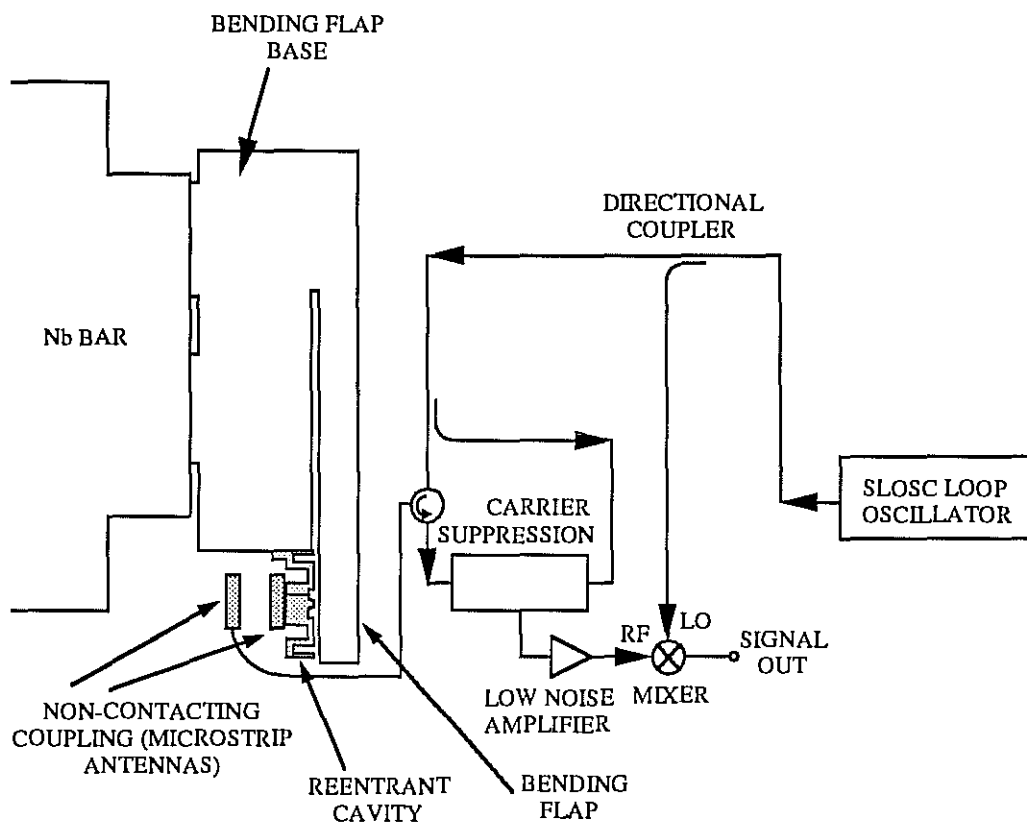 BENDING FLAP
BASE
DIRECTIONAL
COUPLER
Nb BAR
SLOSC LOOP
OSCILLATOR
CARRIER
SUPPRESSION
RF
LO
SIGNAL
OUT
LOW NOISE
AMPLIFIER
MIXER
NON-CONTACTING
COUPLING (MICROSTRIP
ANTENNAS)
REENTRANT
CAVITY
BENDING
FLAP